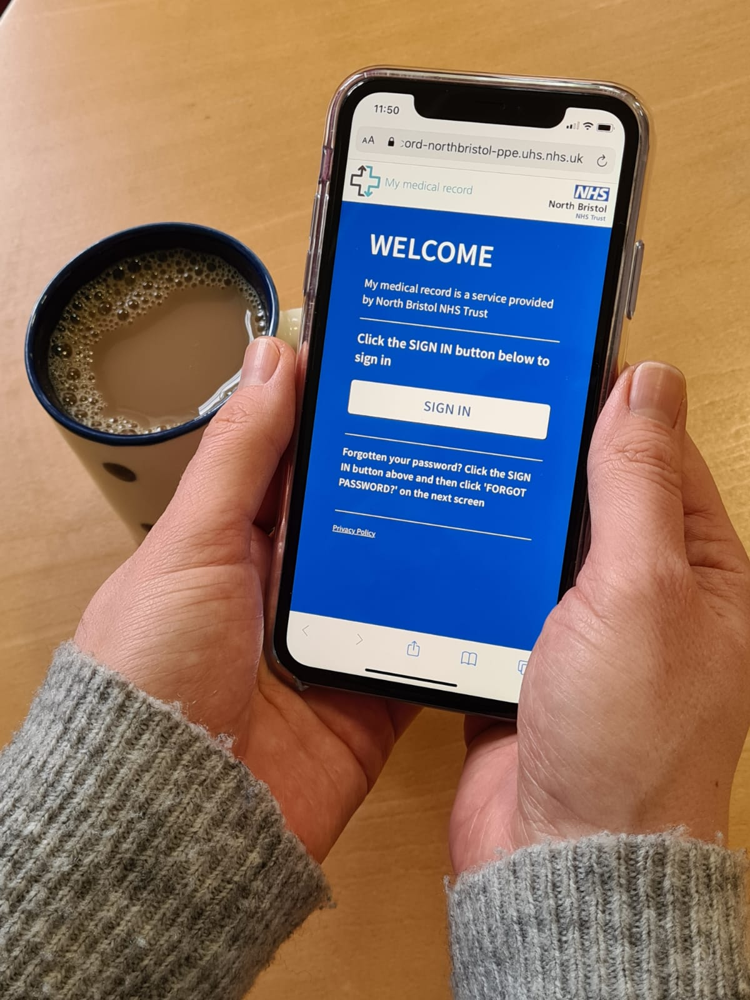 11:50
AA cord-northbristol-ppe.uhs.nhs.uk
My medical record
NHS
North Bristol
NHS Trust
WELCOME
My medical record is a service provided
by North Bristol NHS Trust
Click the SIGN IN button below to
sign in
SIGN IN
Forgotten your password? Click the SIGN
IN button above and then click 'FORGOT
PASSWORD?' on the next screen
Privacy Policy